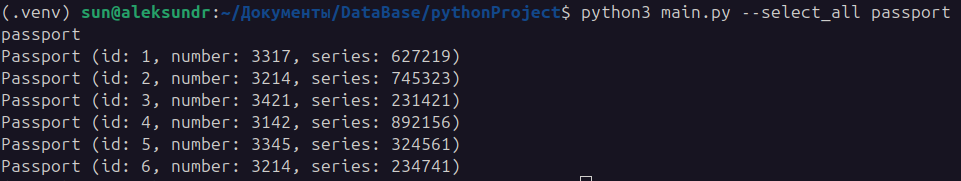 (.venv) sun@aleksundr:~/Документы/DataBase/pythonProject$ python3 main.py --select_all passport
passport
Passport (id: 1, number: 3317, series: 627219)
Passport (id: 2, number: 3214, series: 745323)
Passport (id: 3, number: 3421, series: 231421)
Passport (id: 4, number: 3142, series: 892156)
Passport (id: 5, number: 3345, series: 324561)
Passport (id: 6, number: 3214, series: 234741)